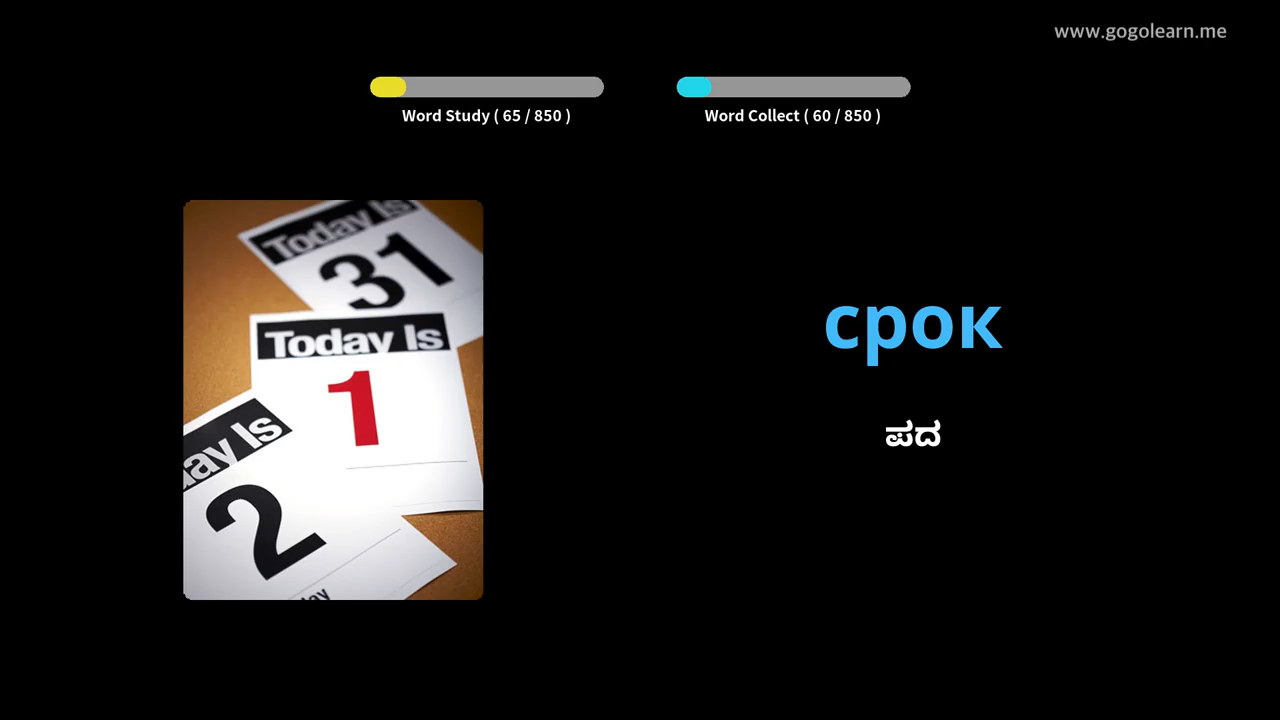 www.gogolearn.me
Word Study ( 65 / 850 )
Word Collect ( 60 / 850 )
Today Is
31
Today Is
1
ay Is
2
срок
ಪದ